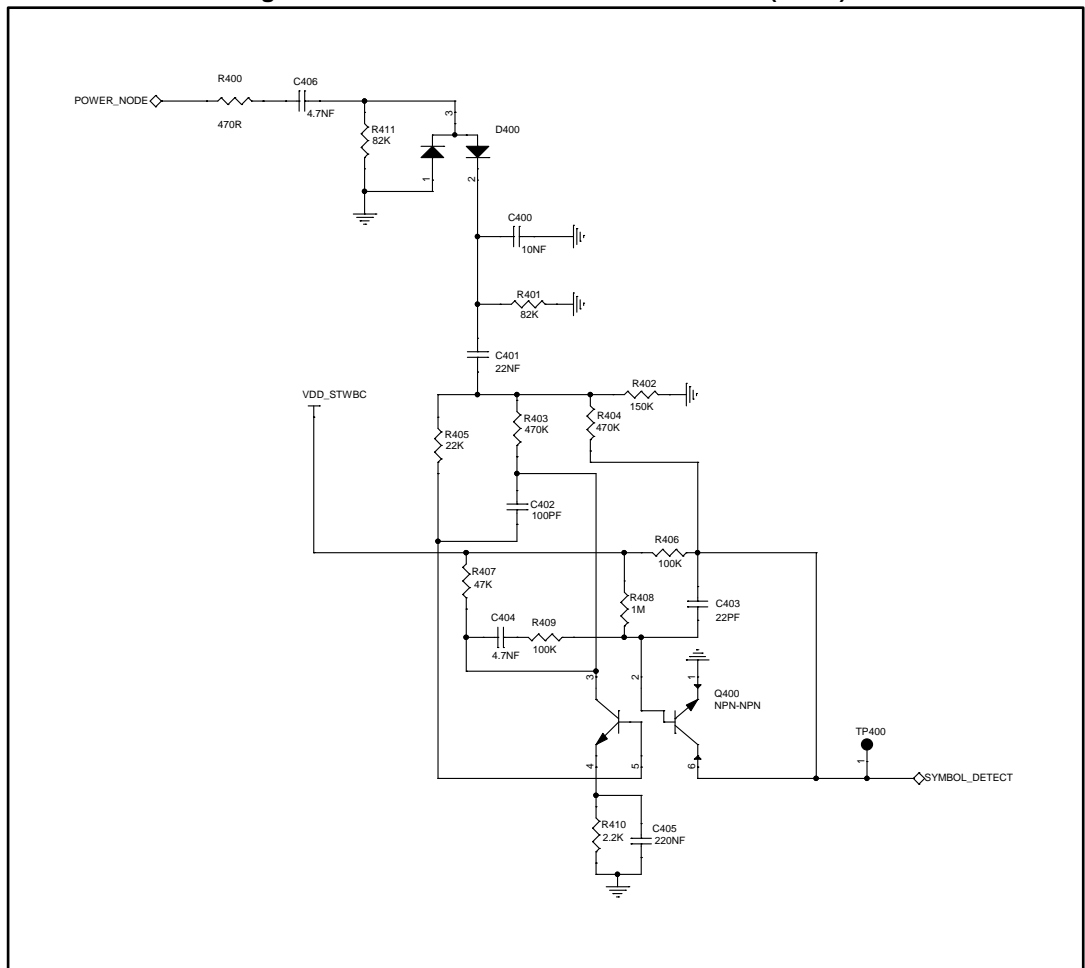 R400
C406
POWER_NODE
470R
4.7NF
R411
82K
3
D400
1
2
C400
10NF
R401
82K
C401
22NF
VDD_STWBC
R402
150K
R403
470K
R404
470K
R405
22K
C402
100PF
R406
100K
R407
47K
R408
1M
C403
22PF
C404
4.7NF
R409
100K
3
2
1
Q400
NPN-NPN
TP400
1
4
5
6
SYMBOL_DETECT
R410
2.2K
C405
220NF